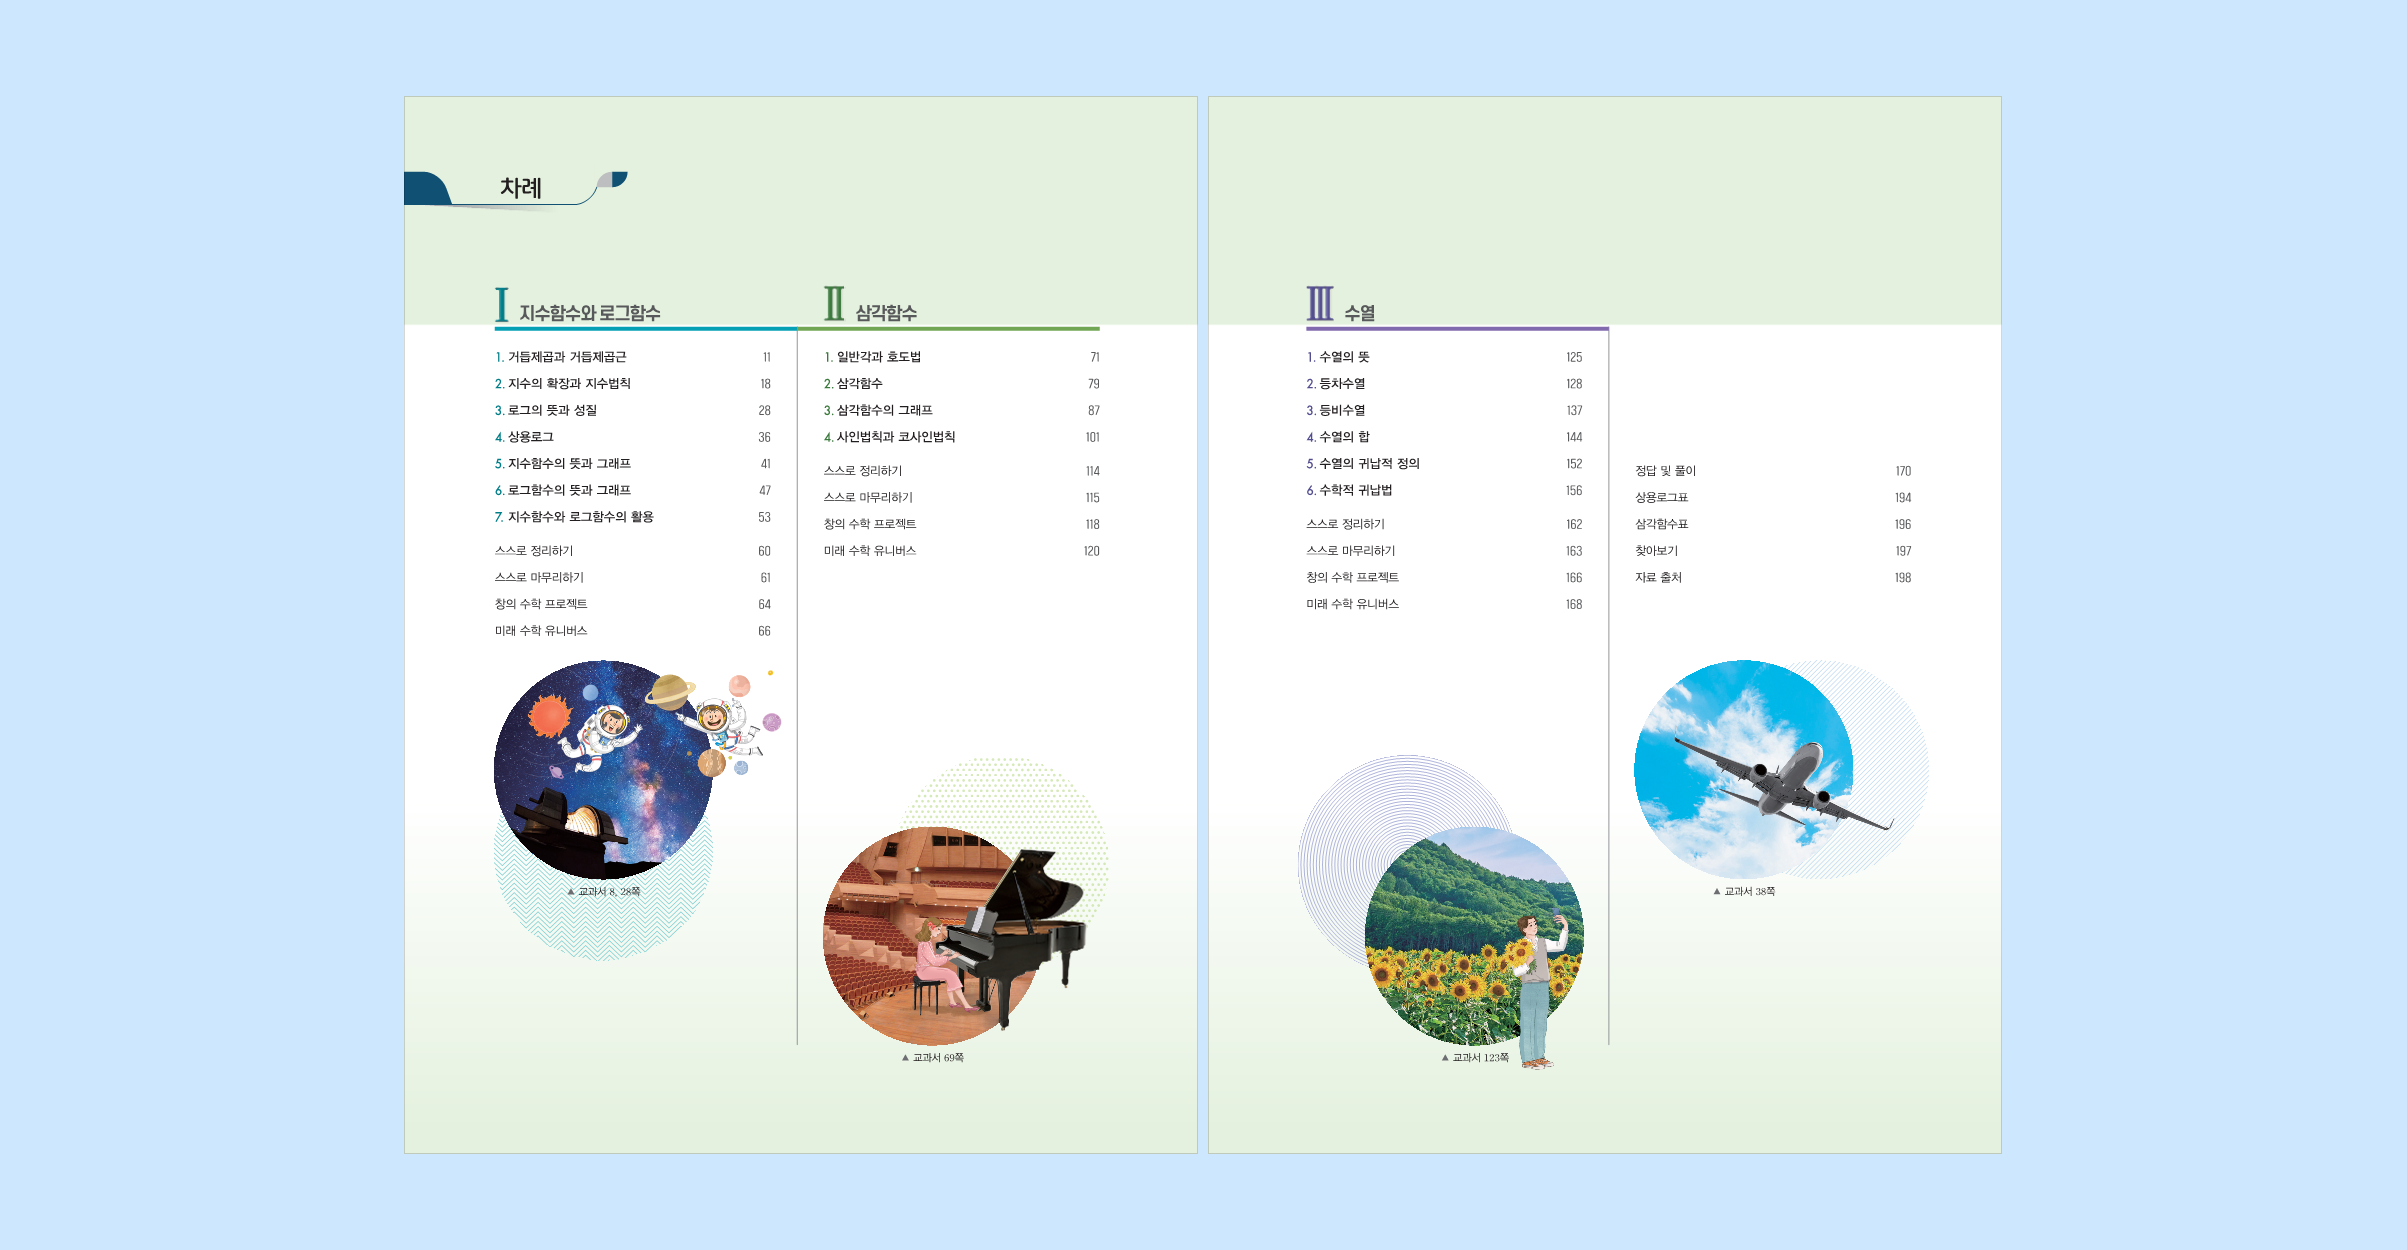 차례
Ⅰ 지수함수와 로그함수
1. 거듭제곱과 거듭제곱근 11
2. 지수의 확장과 지수법칙 18
3. 로그의 뜻과 성질 28
4. 상용로그 36
5. 지수함수의 뜻과 그래프 41
6. 로그함수의 뜻과 그래프 47
7. 지수함수와 로그함수의 활용 53
스스로 정리하기 60
스스로 마무리하기 61
창의 수학 프로젝트 64
미래 수학 유니버스 66
▲ 교과서 8, 28쪽
Ⅱ 삼각함수
1. 일반각과 호도법 71
2. 삼각함수 79
3. 삼각함수의 그래프 87
4. 사인법칙과 코사인법칙 101
스스로 정리하기 114
스스로 마무리하기 115
창의 수학 프로젝트 118
미래 수학 유니버스 120
▲ 교과서 69쪽
Ⅲ 수열
1. 수열의 뜻 125
2. 등차수열 128
3. 등비수열 137
4. 수열의 합 144
5. 수열의 귀납적 정의 152
6. 수학적 귀납법 156
스스로 정리하기 162
스스로 마무리하기 163
창의 수학 프로젝트 166
미래 수학 유니버스 168
▲ 교과서 123쪽
정답 및 풀이 170
상용로그표 194
삼각함수표 196
찾아보기 197
자료 출처 198
▲ 교과서 38쪽